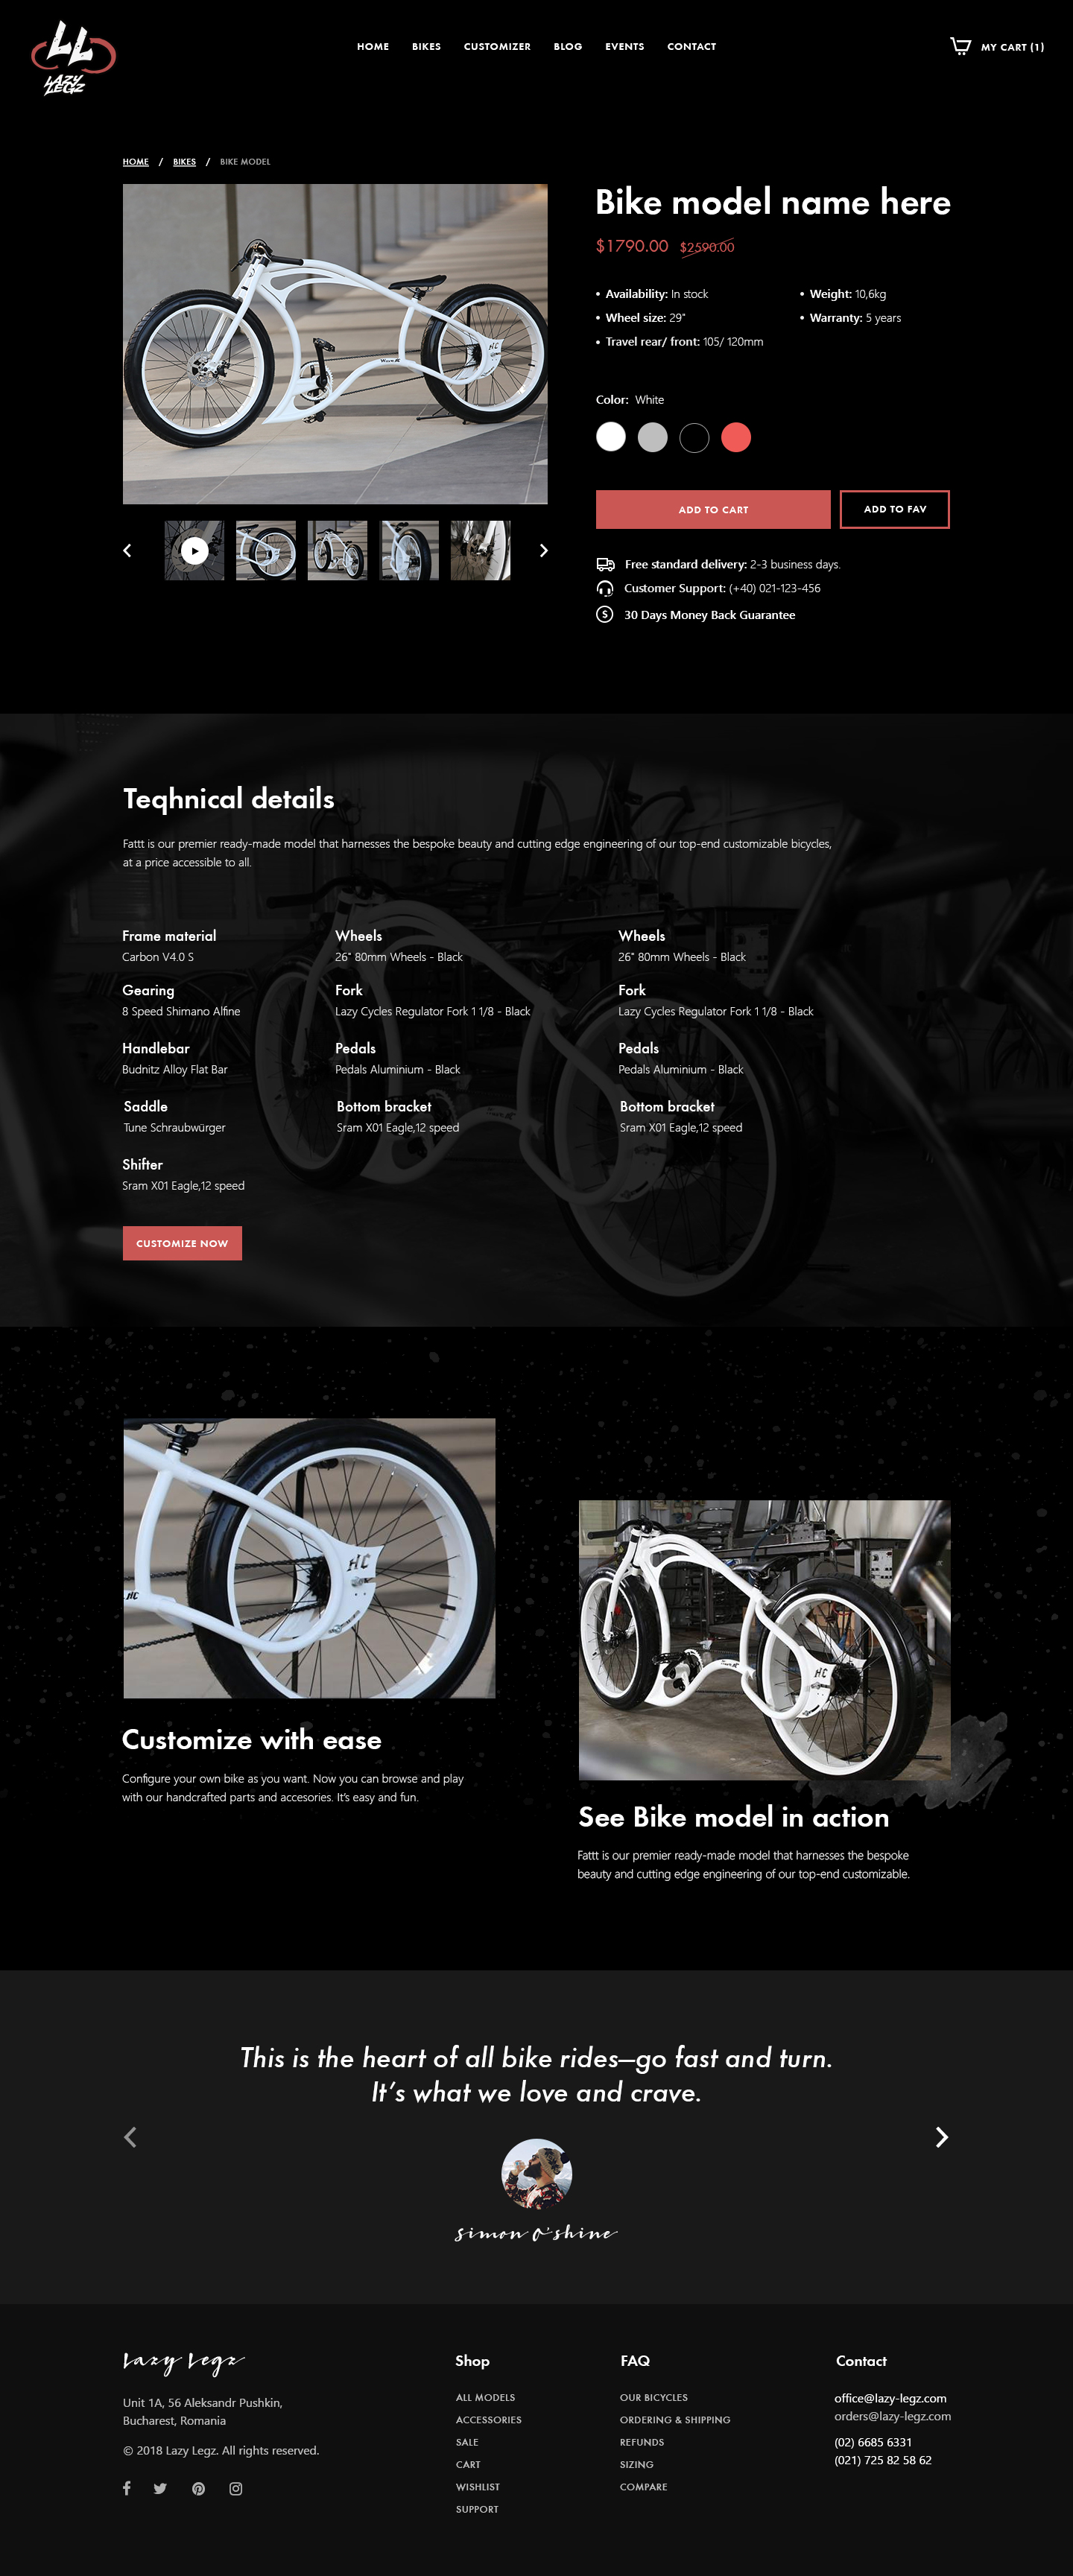 LL
LAZY
LEGZ
HOME BIKES CUSTOMIZER BLOG EVENTS CONTACT
MY CART (1)
HOME / BIKES / BIKE MODEL
Bike model name here
$1790.00 $2590.00
• Availability: In stock
• Weight: 10,6kg
• Wheel size: 29"
• Warranty: 5 years
• Travel rear/ front: 105/ 120mm
Color: White
ADD TO CART
ADD TO FAV
Free standard delivery: 2-3 business days.
Customer Support: (+40) 021-123-456
$
30 Days Money Back Guarantee
Teqhnical details
Fattt is our premier ready-made model that harnesses the bespoke beauty and cutting edge engineering of our top-end customizable bicycles,
at a price accessible to all.
Frame material
Carbon V4.0 S
Gearing
8 Speed Shimano Alfine
Handlebar
Budnitz Alloy Flat Bar
Saddle
Tune Schraubwürger
Shifter
Sram X01 Eagle,12 speed
Wheels
26" 80mm Wheels - Black
Fork
Lazy Cycles Regulator Fork 1 1/8 - Black
Pedals
Pedals Aluminium - Black
Bottom bracket
Sram X01 Eagle,12 speed
Wheels
26" 80mm Wheels - Black
Fork
Lazy Cycles Regulator Fork 1 1/8 - Black
Pedals
Pedals Aluminium - Black
Bottom bracket
Sram X01 Eagle,12 speed
CUSTOMIZE NOW
HC
HC
Customize with ease
Configure your own bike as you want. Now you can browse and play
with our handcrafted parts and accesories. It's easy and fun.
HC
See Bike model in action
Fattt is our premier ready-made model that harnesses the bespoke
beauty and cutting edge engineering of our top-end customizable.
This is the heart of all bike rides—go fast and turn.
It's what we love and crave.
Simon O'Shine
Lazy Legz
Unit 1A, 56 Aleksandr Pushkin,
Bucharest, Romania
© 2018 Lazy Legz. All rights reserved.
Shop
ALL MODELS
ACCESSORIES
SALE
CART
WISHLIST
SUPPORT
FAQ
OUR BICYCLES
ORDERING & SHIPPING
REFUNDS
SIZING
COMPARE
Contact
office@lazy-legz.com
orders@lazy-legz.com
(02) 6685 6331
(021) 725 82 58 62